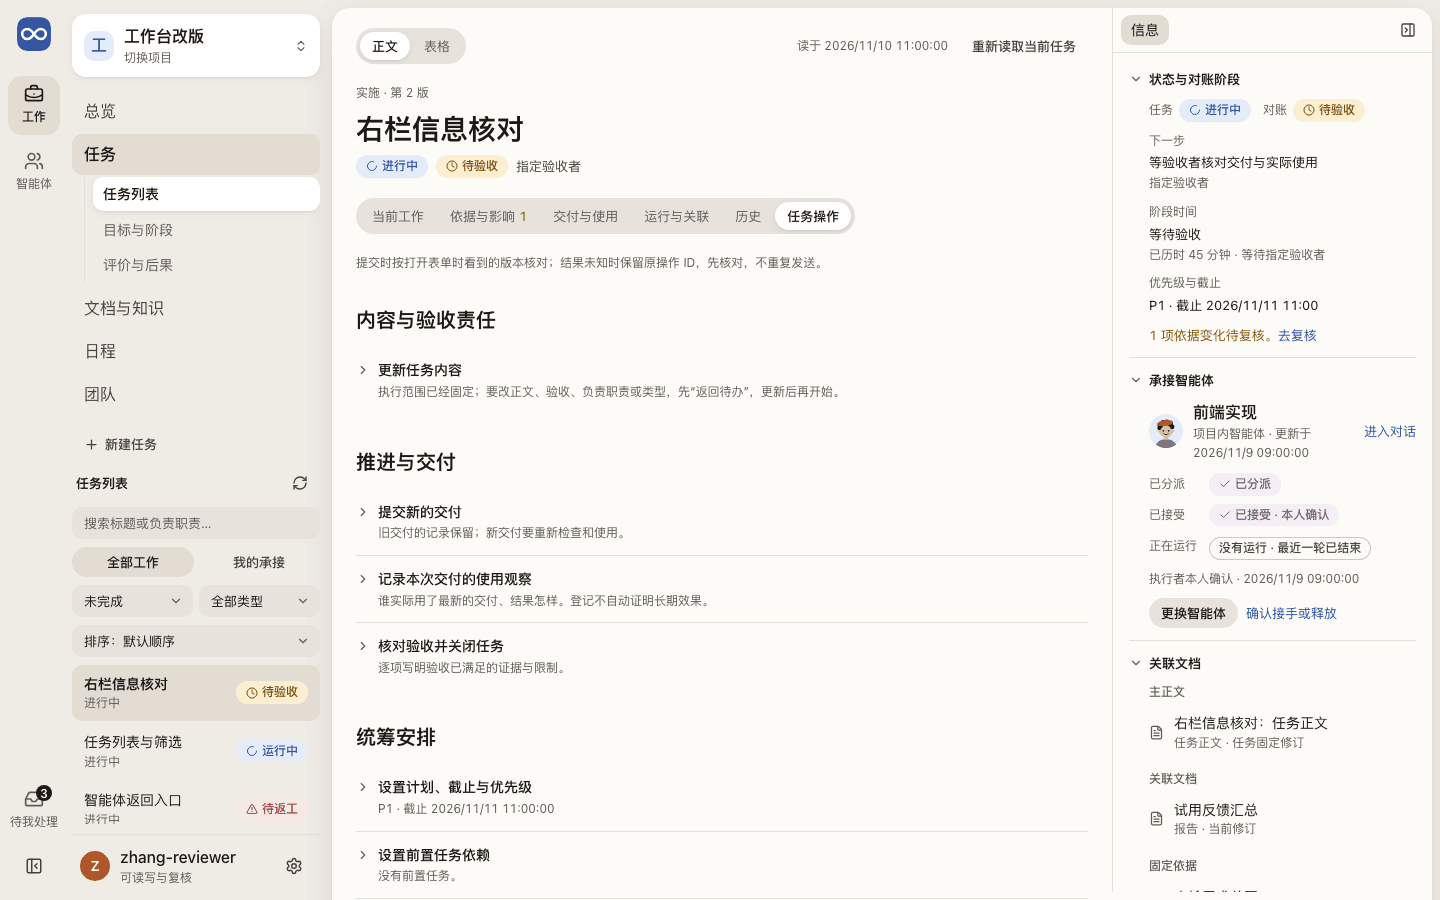 工作
智能体
3
待我处理
工
工作台改版
切换项目
总览
任务
任务列表
目标与阶段
评价与后果
文档与知识
日程
团队
新建任务
任务列表
搜索标题或负责职责...
全部工作
我的承接
未完成
全部类型
排序：默认顺序
右栏信息核对
进行中
待验收
任务列表与筛选
进行中
运行中
智能体返回入口
进行中
待返工
Z
zhang-reviewer
可读写与复核
正文
表格
读于 2026/11/10 11:00:00
重新读取当前任务
实施 · 第 2 版
右栏信息核对
进行中
待验收
指定验收者
当前工作
依据与影响 1
交付与使用
运行与关联
历史
任务操作
提交时按打开表单时看到的版本核对；结果未知时保留原操作 ID，先核对，不重复发送。
内容与验收责任
更新任务内容
执行范围已经固定；要改正文、验收、负责职责或类型，先“返回待办”，更新后再开始。
推进与交付
提交新的交付
旧交付的记录保留；新交付要重新检查和使用。
记录本次交付的使用观察
谁实际用了最新的交付、结果怎样。登记不自动证明长期效果。
核对验收并关闭任务
逐项写明验收已满足的证据与限制。
统筹安排
设置计划、截止与优先级
P1 · 截止 2026/11/11 11:00:00
设置前置任务依赖
没有前置任务。
信息
状态与对账阶段
任务
进行中
对账
待验收
下一步
等验收者核对交付与实际使用
指定验收者
阶段时间
等待验收
已历时 45 分钟 · 等待指定验收者
优先级与截止
P1 · 截止 2026/11/11 11:00
1 项依据变化待复核。去复核
承接智能体
前端实现
项目内智能体 · 更新于
2026/11/9 09:00:00
进入对话
已分派
已分派
已接受
已接受 · 本人确认
正在运行
没有运行 · 最近一轮已结束
执行者本人确认 · 2026/11/9 09:00:00
更换智能体
确认接手或释放
关联文档
主正文
右栏信息核对：任务正文
任务正文 · 任务固定修订
关联文档
试用反馈汇总
报告 · 当前修订
固定依据